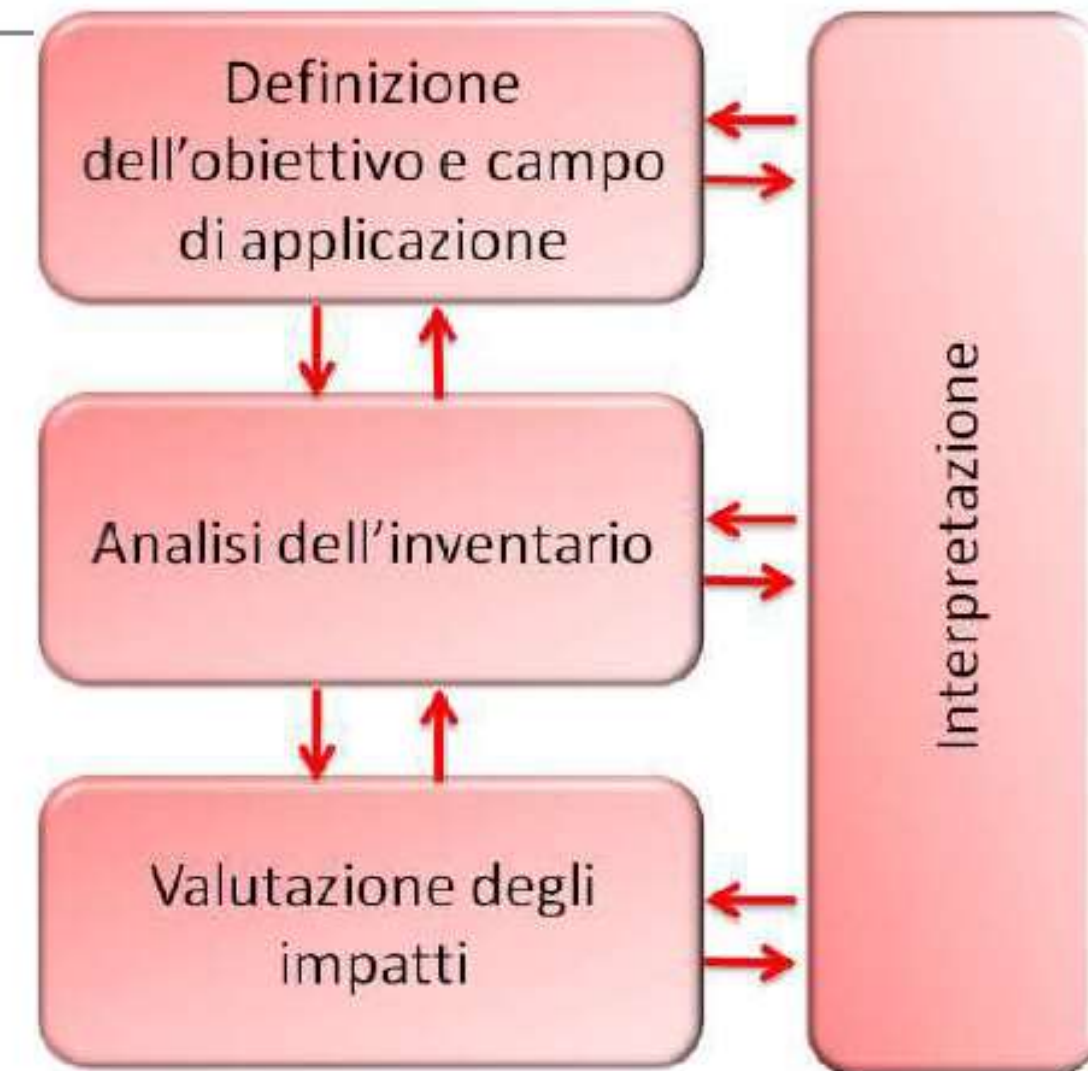 Definizione
dell'obiettivo e campo
di applicazione
Analisi dell'inventario
Valutazione degli
impatti
Interpretazione